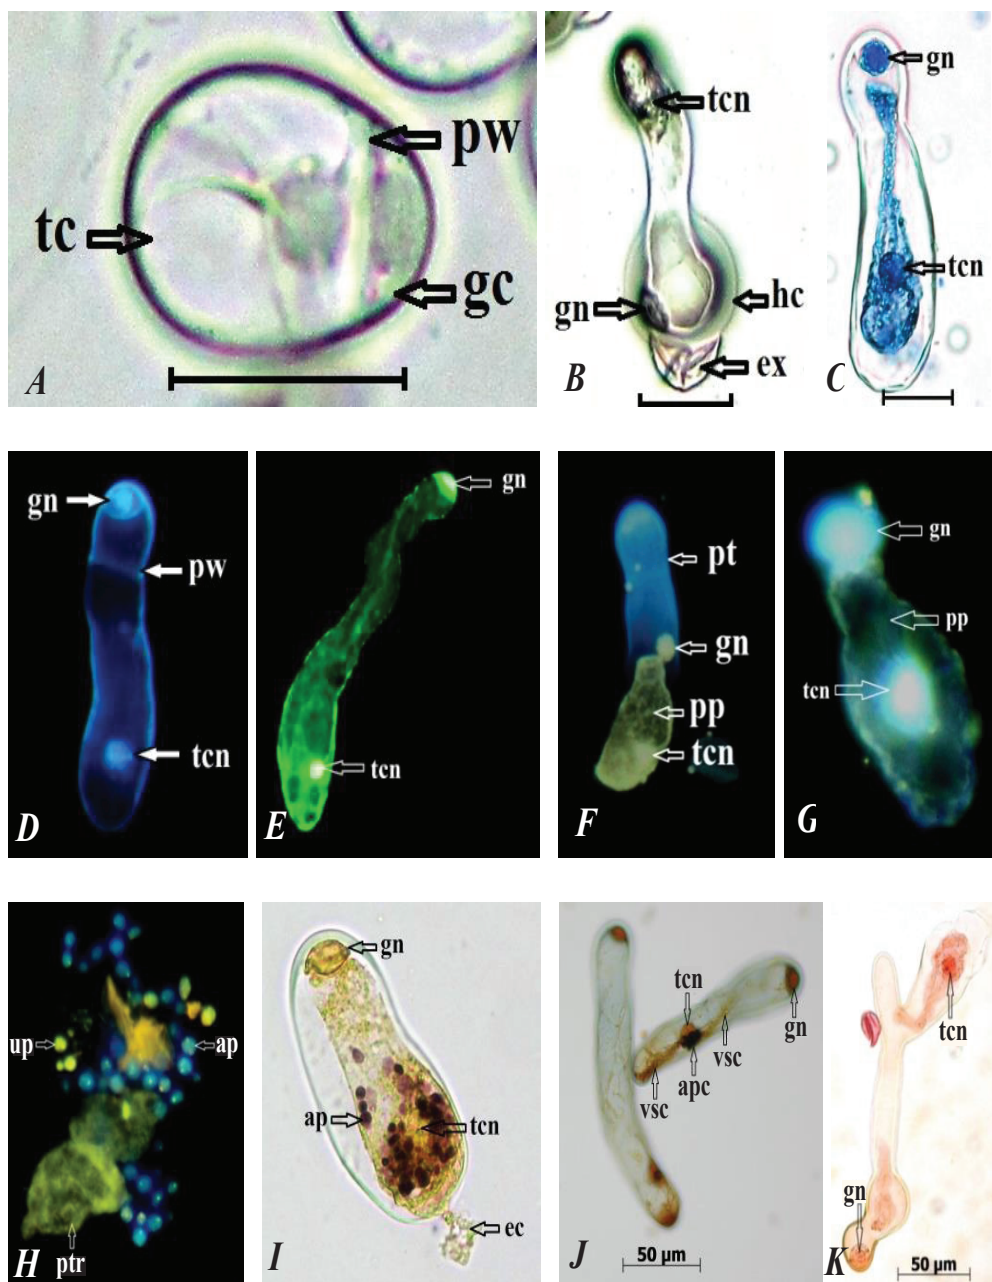 pw
tc
gc
A
tcn
gn
hc
ex
B
gn
tcn
C
gn
pw
tcn
D
gn
tcn
E
pt
gn
pp
tcn
F
gn
pp
tcn
G
up
ap
ptr
H
gn
ap
tcn
ec
I
tcn
gn
vsc
vsc
apc
J
50 µm
tcn
gn
K
50 µm